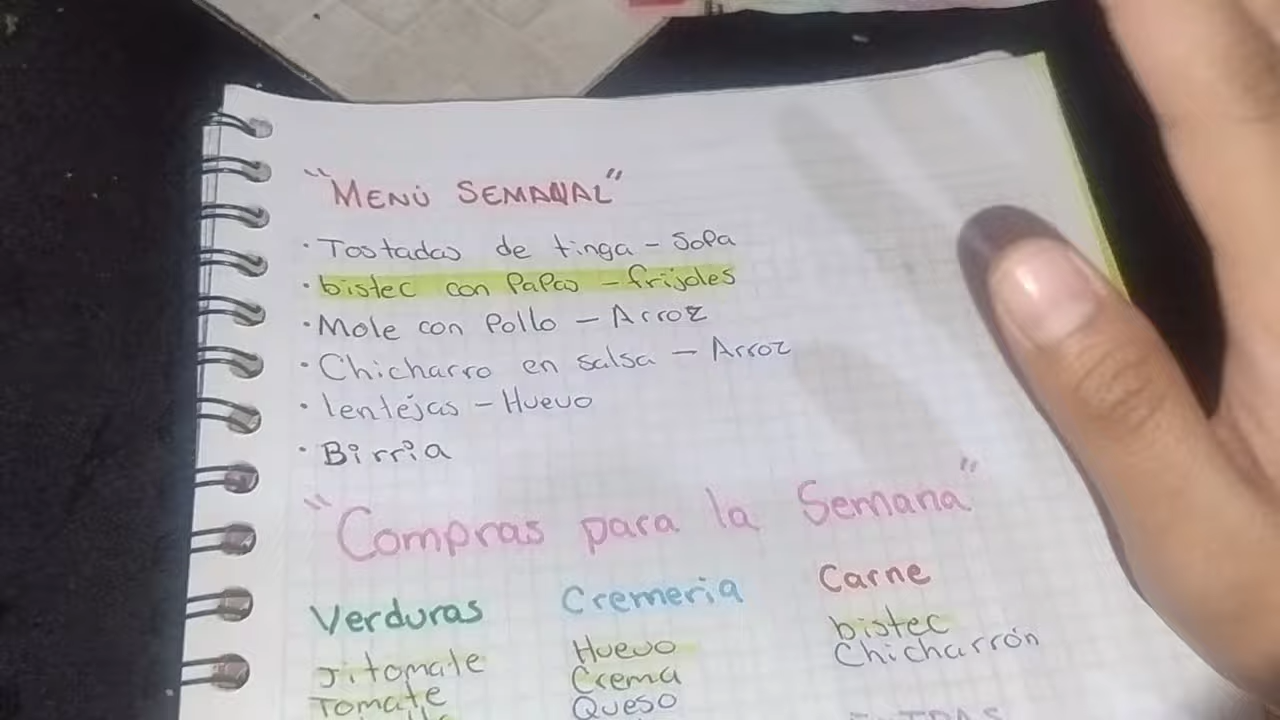 "MENÚ SEMANAL"
· Tostadas de tinga - Sopa
· bistec con Papas - frijoles
· Mole con Pollo - Arroz
· Chicharro en salsa - Arroz
· lentejas - Huevo
· Birria
"Compras para la Semana"
Verduras
Jitomate
Tomate
Cremeria
Huevo
Crema
Queso
Carne
bistec
Chicharrón